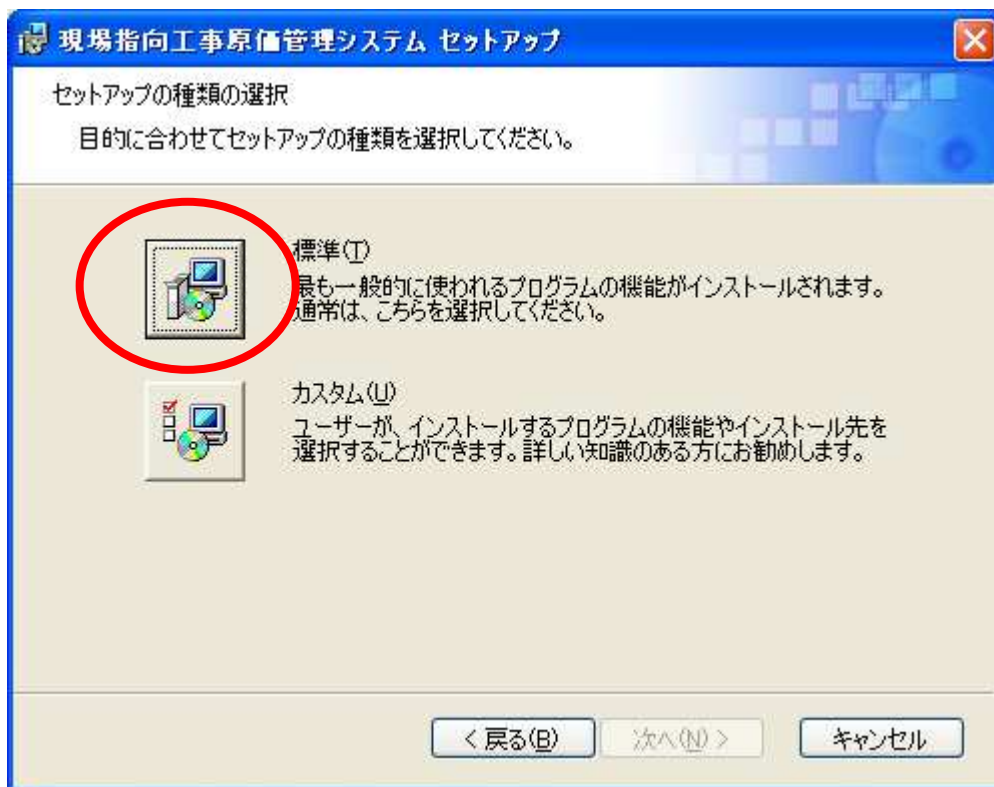 現場指向工事原価管理システム セットアップ
セットアップの種類の選択
目的に合わせてセットアップの種類を選択してください。
標準(T)
最も一般的に使われるプログラムの機能がインストールされます。
通常は、こちらを選択してください。
カスタム(U)
ユーザーが、インストールするプログラムの機能やインストール先を
選択することができます。詳しい知識のある方にお勧めします。
< 戻る(B)
次へ(N) >
キャンセル